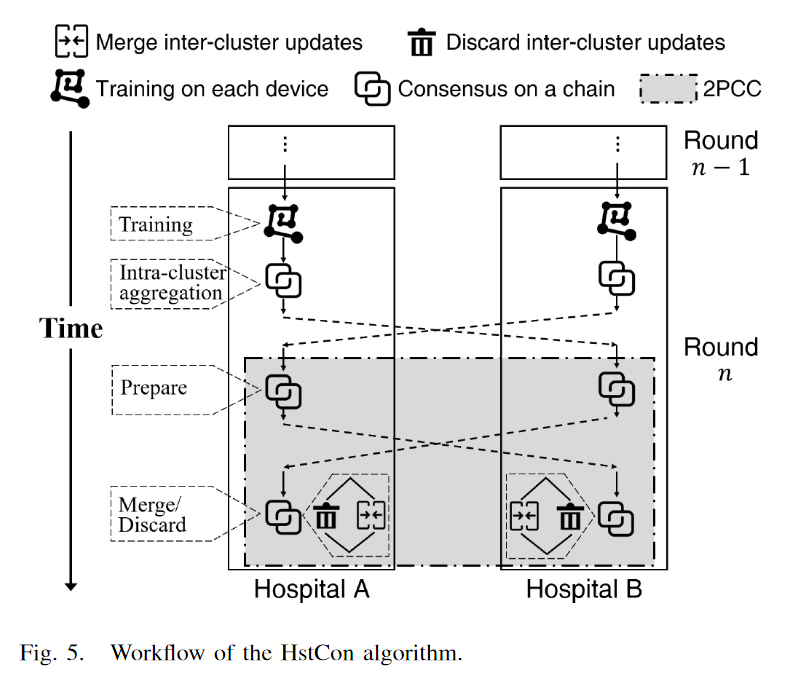 Merge inter-cluster updates
Discard inter-cluster updates
Training on each device
Consensus on a chain
2PCC
Round
n − 1
Training
Intra-cluster
aggregation
Time
Round
n
Prepare
Merge/
Discard
Hospital A
Hospital B
Fig. 5. Workflow of the HstCon algorithm.